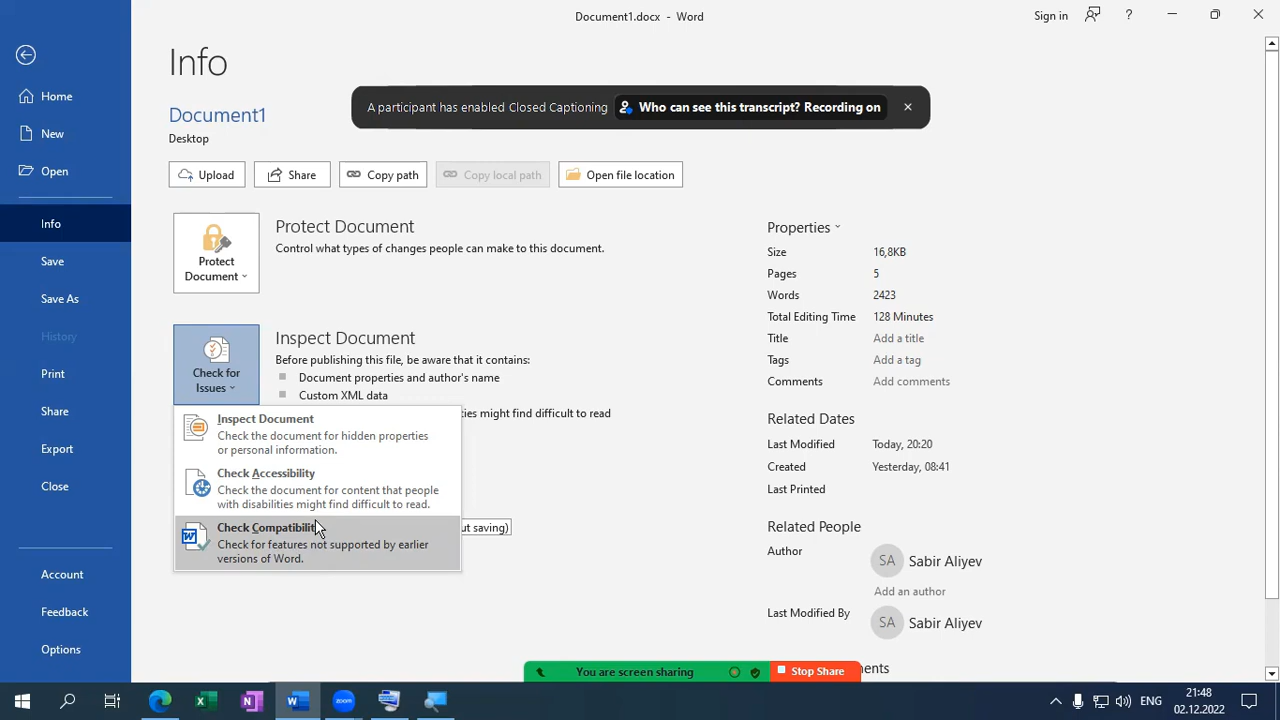 Document1.docx - Word
Sign in
?
Info
A participant has enabled Closed Captioning Who can see this transcript? Recording on
Home
New
Open
Info
Save
Save As
History
Print
Share
Export
Close
Account
Feedback
Options
Document1
Desktop
Upload
Share
Copy path
Copy local path
Open file location
Protect Document
Protect Document
Control what types of changes people can make to this document.
Check for Issues
Inspect Document
Before publishing this file, be aware that it contains:
Document properties and author's name
Custom XML data
ties might find difficult to read
Inspect Document
Check the document for hidden properties
or personal information.
Check Accessibility
Check the document for content that people
with disabilities might find difficult to read.
Check Compatibility
Check for features not supported by earlier
versions of Word.
ut saving)
Properties
Size 16,8KB
Pages 5
Words 2423
Total Editing Time 128 Minutes
Title Add a title
Tags Add a tag
Comments Add comments
Related Dates
Last Modified Today, 20:20
Created Yesterday, 08:41
Last Printed
Related People
Author SA Sabir Aliyev
Add an author
Last Modified By SA Sabir Aliyev
ments
You are screen sharing Stop Share
zoom
ENG
21:48
02.12.2022